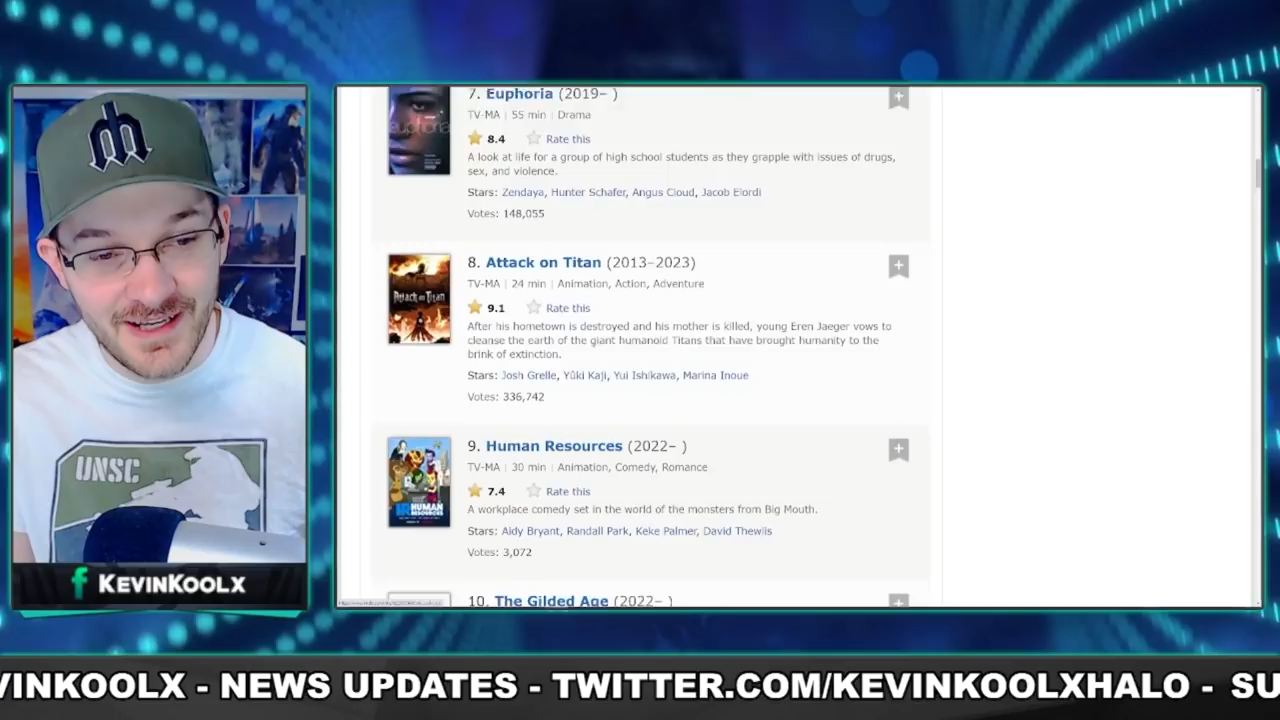 7. Euphoria (2019– )
TV-MA | 55 min | Drama
8.4 Rate this
A look at life for a group of high school students as they grapple with issues of drugs,
sex, and violence.
Stars: Zendaya, Hunter Schafer, Angus Cloud, Jacob Elordi
Votes: 148,055
8. Attack on Titan (2013–2023)
TV-MA | 24 min | Animation, Action, Adventure
9.1 Rate this
Attack on Titan
After his hometown is destroyed and his mother is killed, young Eren Jaeger vows to
cleanse the earth of the giant humanoid Titans that have brought humanity to the
brink of extinction.
Stars: Josh Grelle, Yûki Kaji, Yui Ishikawa, Marina Inoue
Votes: 336,742
9. Human Resources (2022– )
TV-MA | 30 min | Animation, Comedy, Romance
7.4 Rate this
HUMAN
RESOURCES
A workplace comedy set in the world of the monsters from Big Mouth.
Stars: Aidy Bryant, Randall Park, Keke Palmer, David Thewlis
Votes: 3,072
10. The Gilded Age (2022– )
UNSC
f KEVINKOOLX
VINKOOLX - NEWS UPDATES - TWITTER.COM/KEVINKOOLXHALO - SU